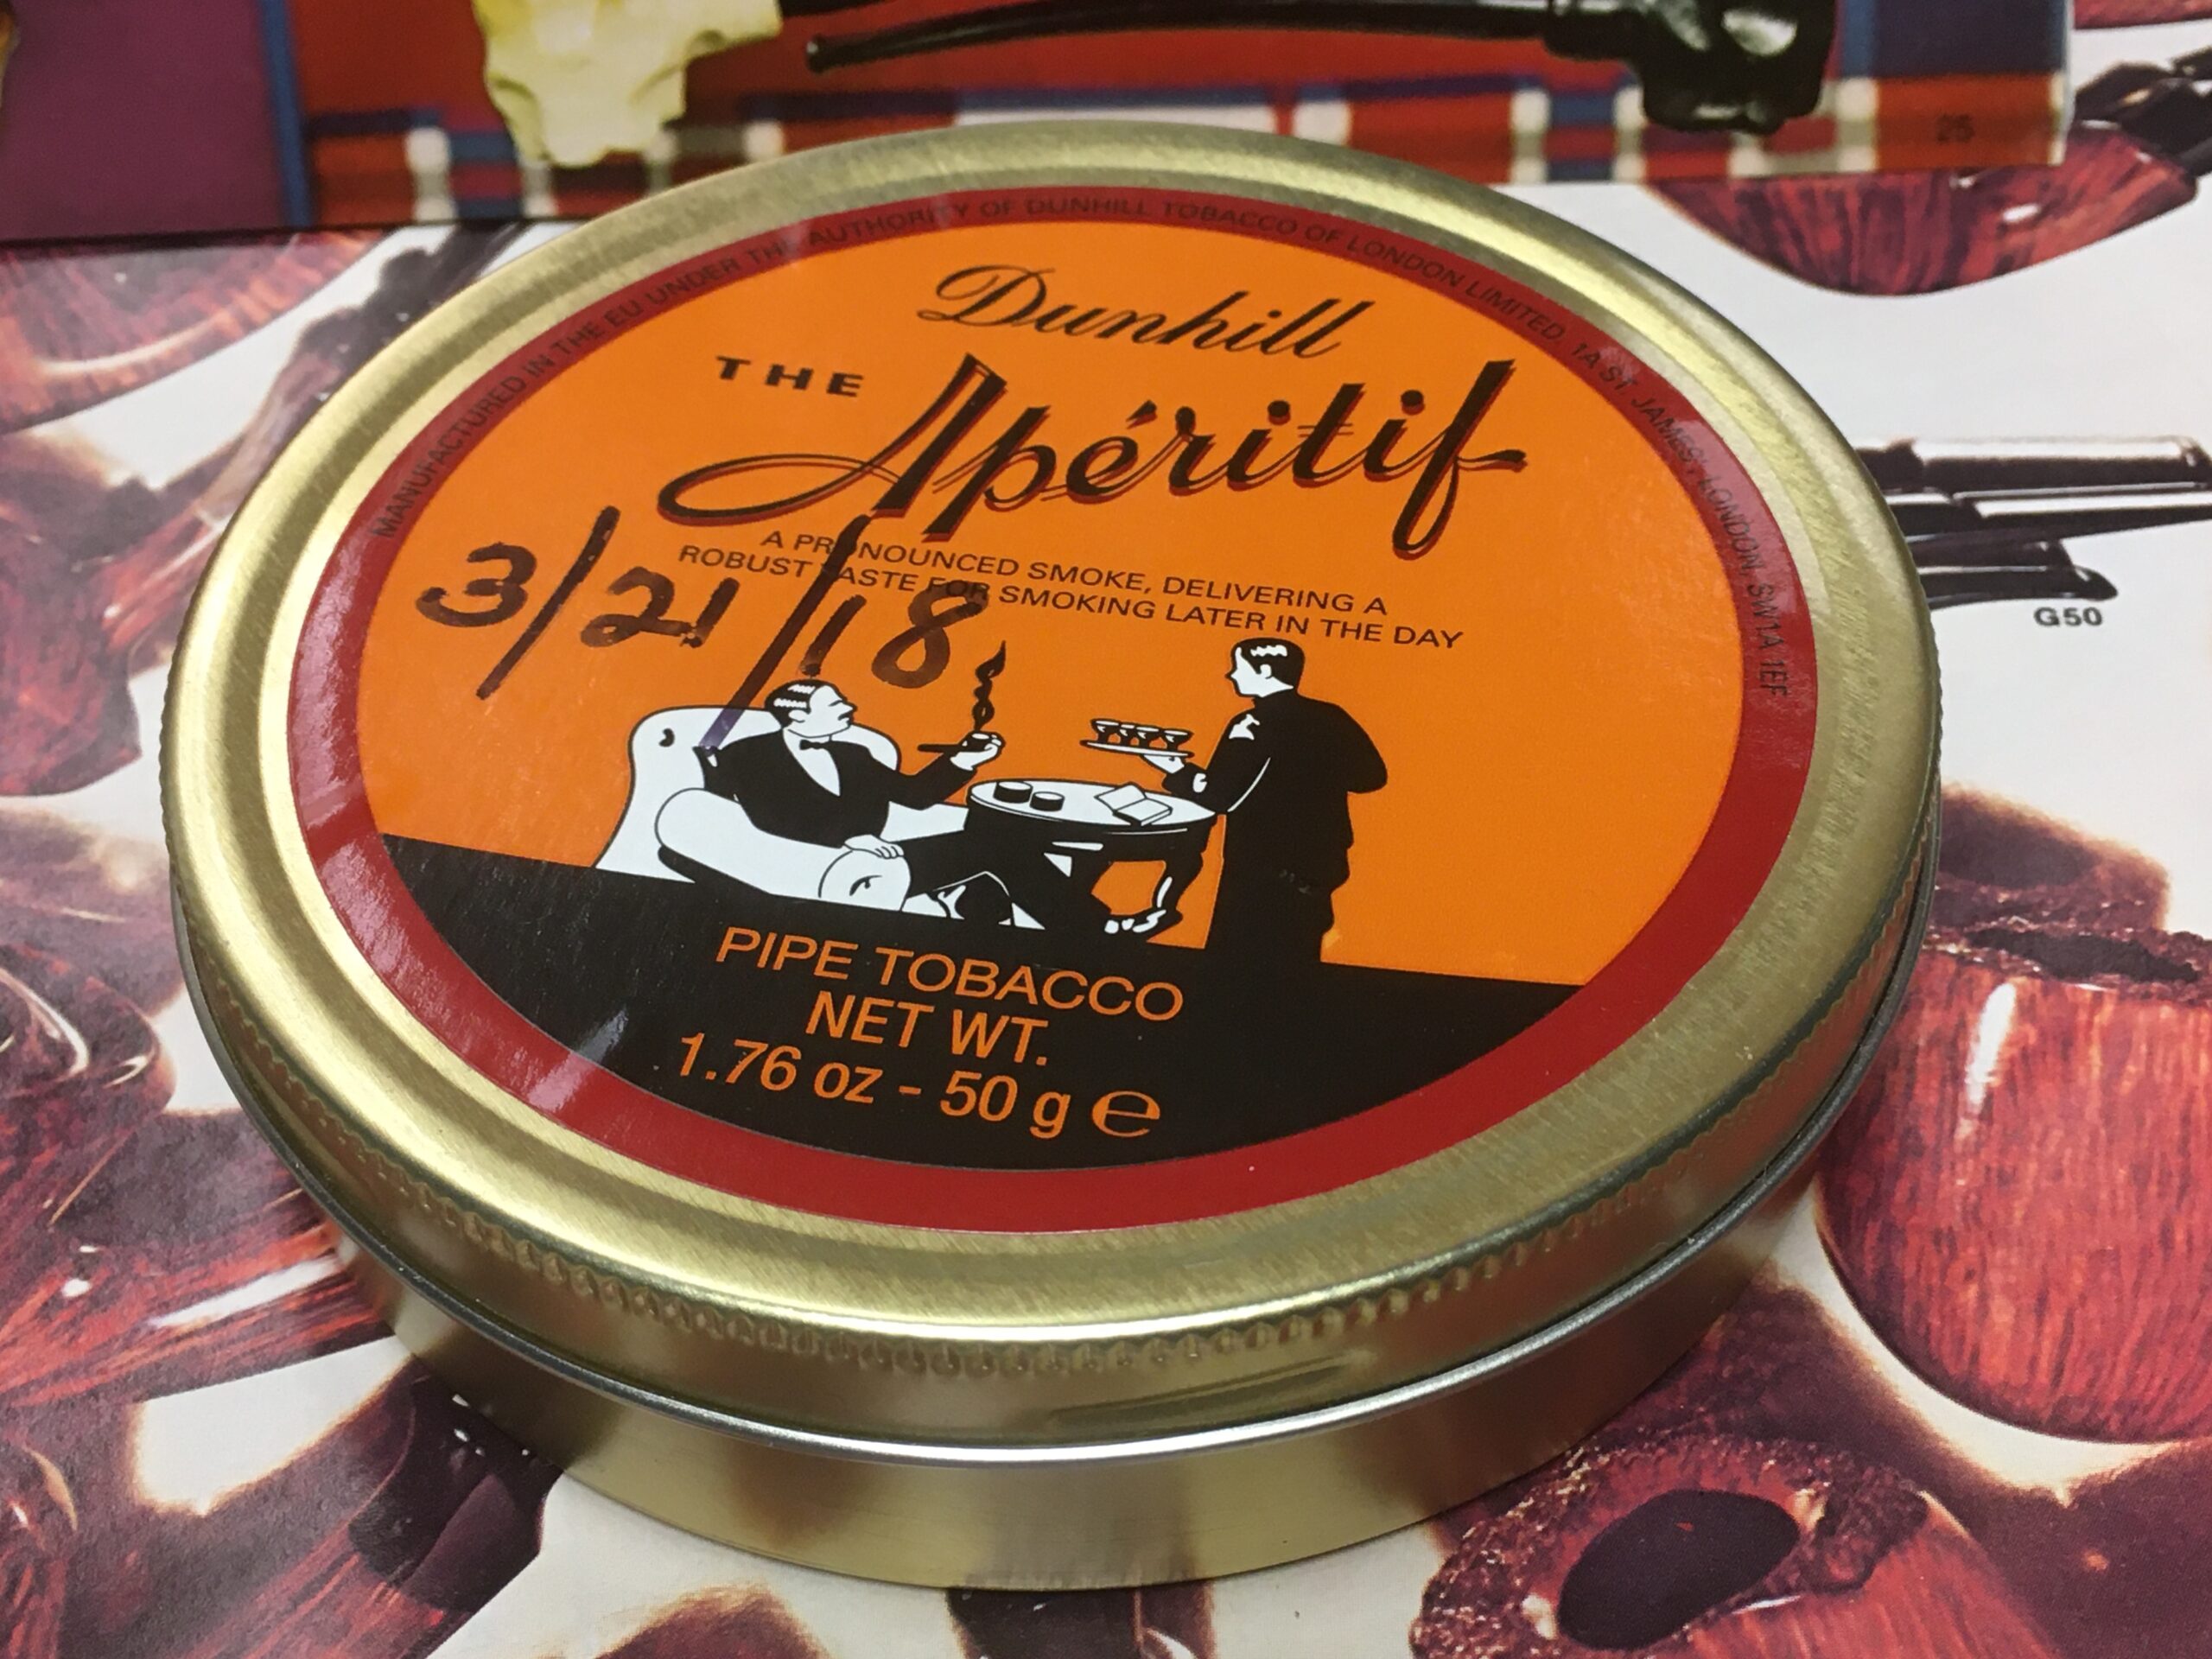 25
MANUFACTURED IN THE EU UNDER THE AUTHORITY OF DUNHILL TOBACCO OF LONDON LIMITED, 1A ST JAMES, LONDON, SW1A 1EF
Dunhill
THE Apéritif
A PRONOUNCED SMOKE, DELIVERING A
ROBUST TASTE FOR SMOKING LATER IN THE DAY
3/21/18
G50
PIPE TOBACCO
NET WT.
1.76 oz - 50 g e